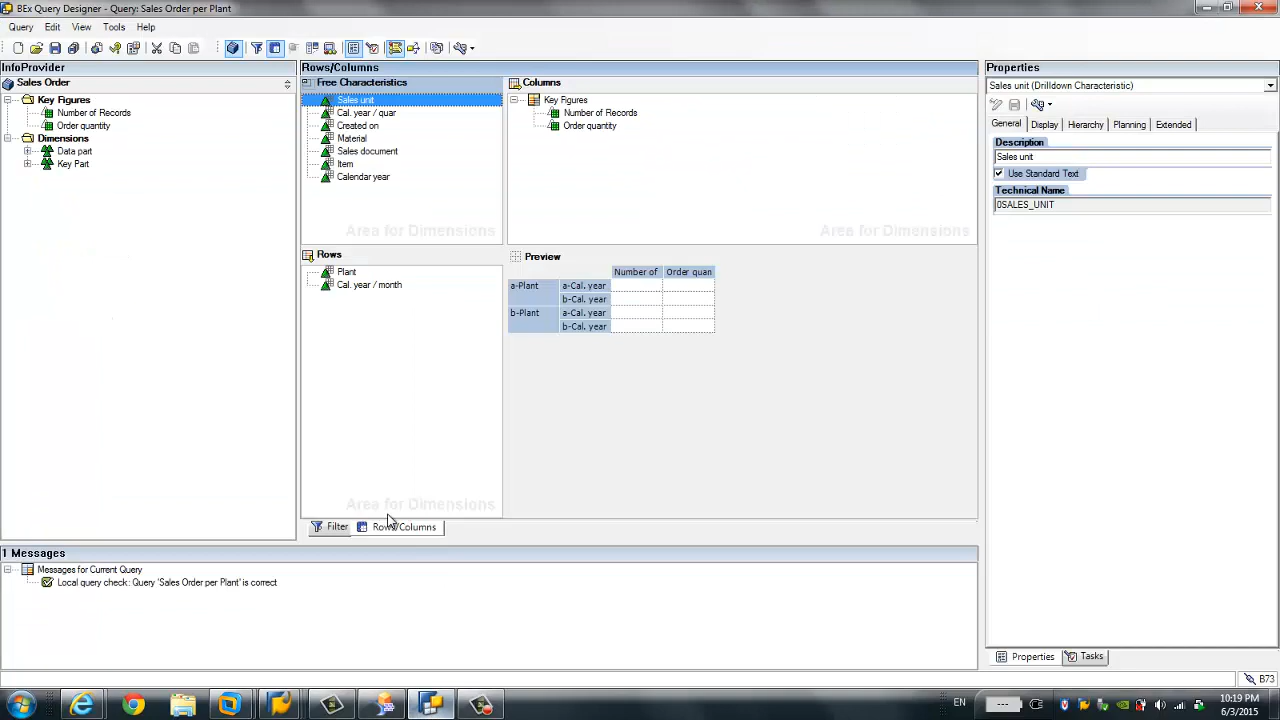 BEx Query Designer - Query: Sales Order per Plant
Query Edit View Tools Help
InfoProvider
Sales Order
Key Figures
Number of Records
Order quantity
Dimensions
Data part
Key Part
Rows/Columns
Free Characteristics
Sales unit
Cal. year / quar
Created on
Material
Sales document
Item
Calendar year
Area for Dimensions
Columns
Key Figures
Number of Records
Order quantity
Area for Dimensions
Rows
Plant
Cal. year / month
Area for Dimensions
Preview
Number of Order quan
a-Plant a-Cal. year
b-Cal. year
b-Plant a-Cal. year
b-Cal. year
Filter Rows/Columns
Properties
Sales unit (Drilldown Characteristic)
General Display Hierarchy Planning Extended
Description
Sales unit
Use Standard Text
Technical Name
0SALES_UNIT
Properties Tasks
1 Messages
Messages for Current Query
Local query check: Query 'Sales Order per Plant' is correct
B73
EN
10:19 PM
6/3/2015